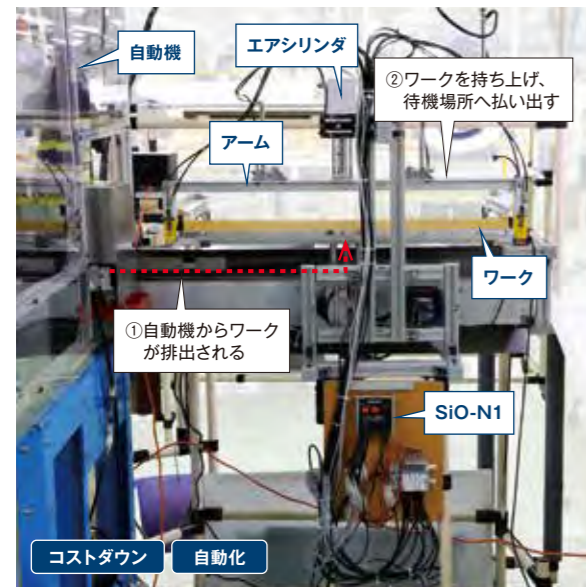 自動機
エアシリンダ
②ワークを持ち上げ、
待機場所へ払い出す
アーム
ワーク
①自動機からワーク
が排出される
SiO-N1
コストダウン
自動化